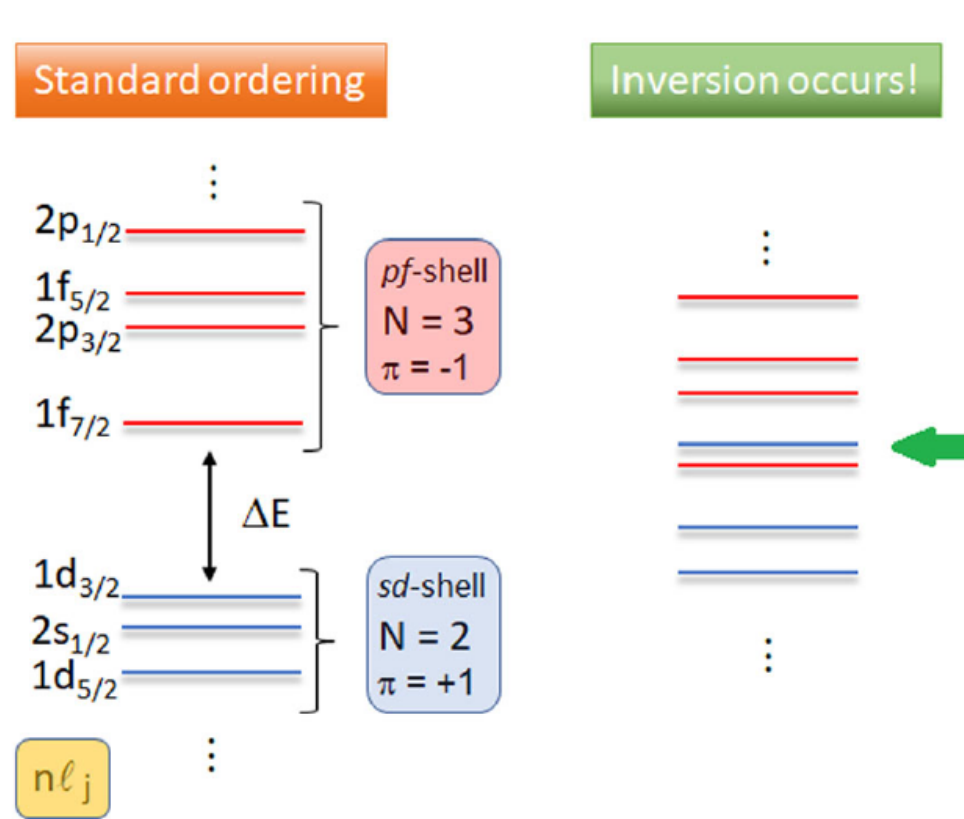 Standard ordering
Inversion occurs!
⋮
2p1/2
1f5/2
2p3/2
1f7/2
pf-shell
N = 3
π = -1
ΔE
1d3/2
2s1/2
1d5/2
sd-shell
N = 2
π = +1
⋮
nℓj
⋮
⋮